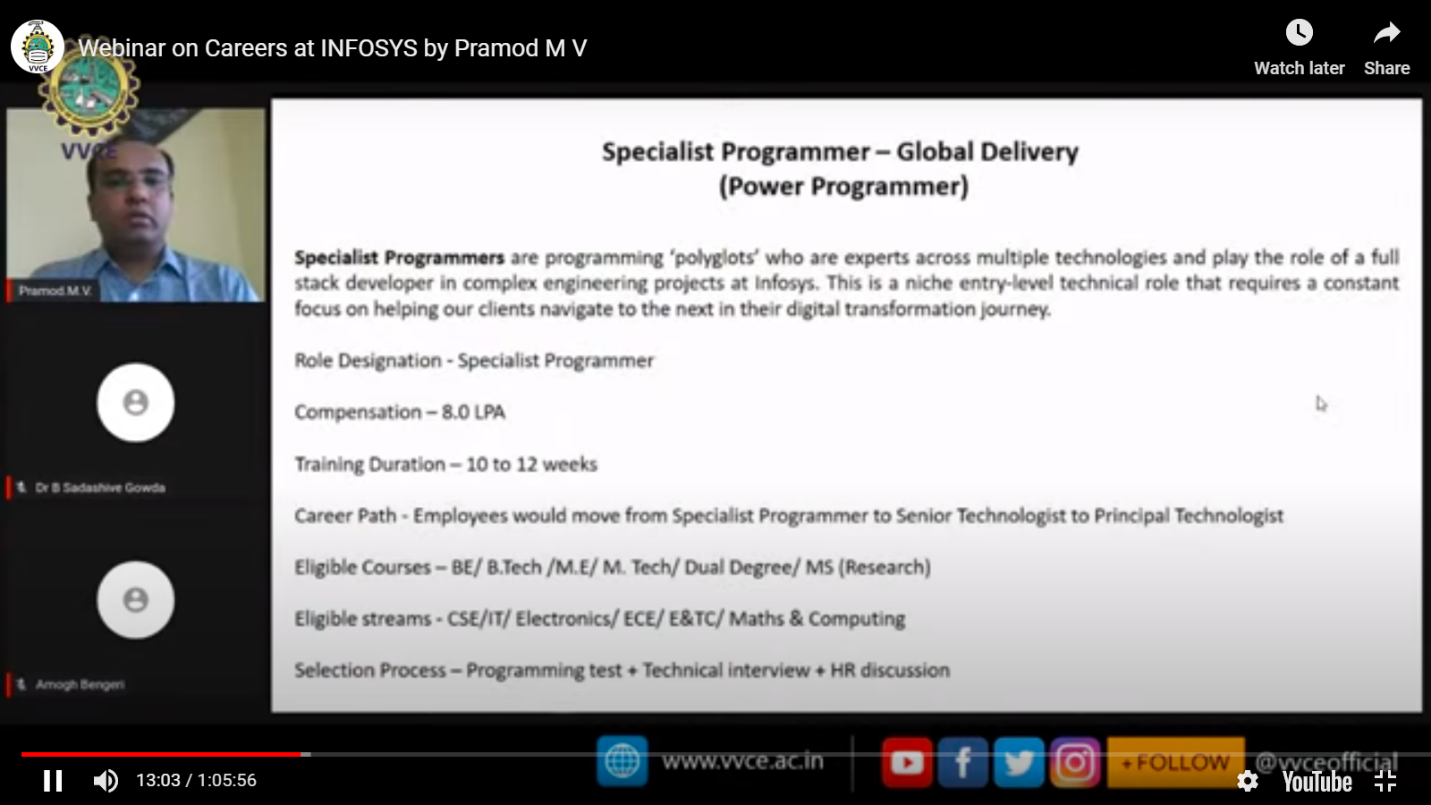 VVCE
Webinar on Careers at INFOSYS by Pramod M V
Watch later
Share
VVCE
Pramod.M.V.
Dr B Sadashive Gowda
Amogh Bengeri
Specialist Programmer – Global Delivery
(Power Programmer)
Specialist Programmers are programming ‘polyglots’ who are experts across multiple technologies and play the role of a full
stack developer in complex engineering projects at Infosys. This is a niche entry-level technical role that requires a constant
focus on helping our clients navigate to the next in their digital transformation journey.
Role Designation - Specialist Programmer
Compensation – 8.0 LPA
Training Duration – 10 to 12 weeks
Career Path - Employees would move from Specialist Programmer to Senior Technologist to Principal Technologist
Eligible Courses – BE/ B.Tech /M.E/ M. Tech/ Dual Degree/ MS (Research)
Eligible streams - CSE/IT/ Electronics/ ECE/ E&TC/ Maths & Computing
Selection Process – Programming test + Technical interview + HR discussion
www.vvce.ac.in
+ FOLLOW
@vvceofficial
13:03 / 1:05:56
YouTube